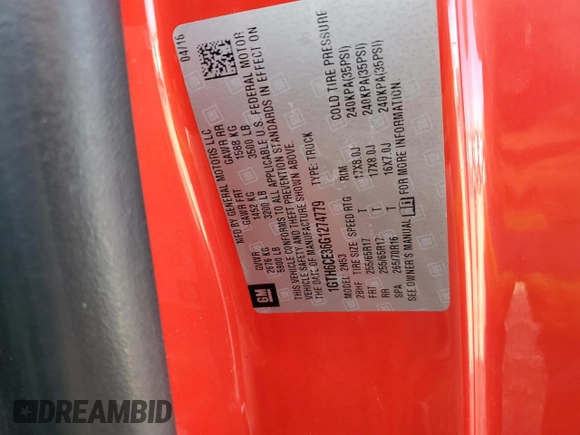 04/16
MFD BY GENERAL MOTORS LLC
GVWR GAWR FRT GAWR RR
2676 KG 1452 KG 1588 KG
5900 LB 3200 LB 3500 LB
THIS VEHICLE CONFORMS TO ALL APPLICABLE U.S. FEDERAL MOTOR
VEHICLE SAFETY AND THEFT PREVENTION STANDARDS IN EFFECT ON
THE DATE OF MANUFACTURE SHOWN ABOVE.
1GTH6CE36G1274779 TYPE: TRUCK
GM
MODEL: 2N53
2BHF TIRE SIZE SPEED RTG RIM COLD TIRE PRESSURE
FRT 255/65R17 T 17X8.0J 240KPA(35PSI)
RR 255/65R17 T 17X8.0J 240KPA(35PSI)
SPA 265/70R16 T 16X7.0J 240KPA(35PSI)
SEE OWNER'S MANUAL FOR MORE INFORMATION
DREAMBID